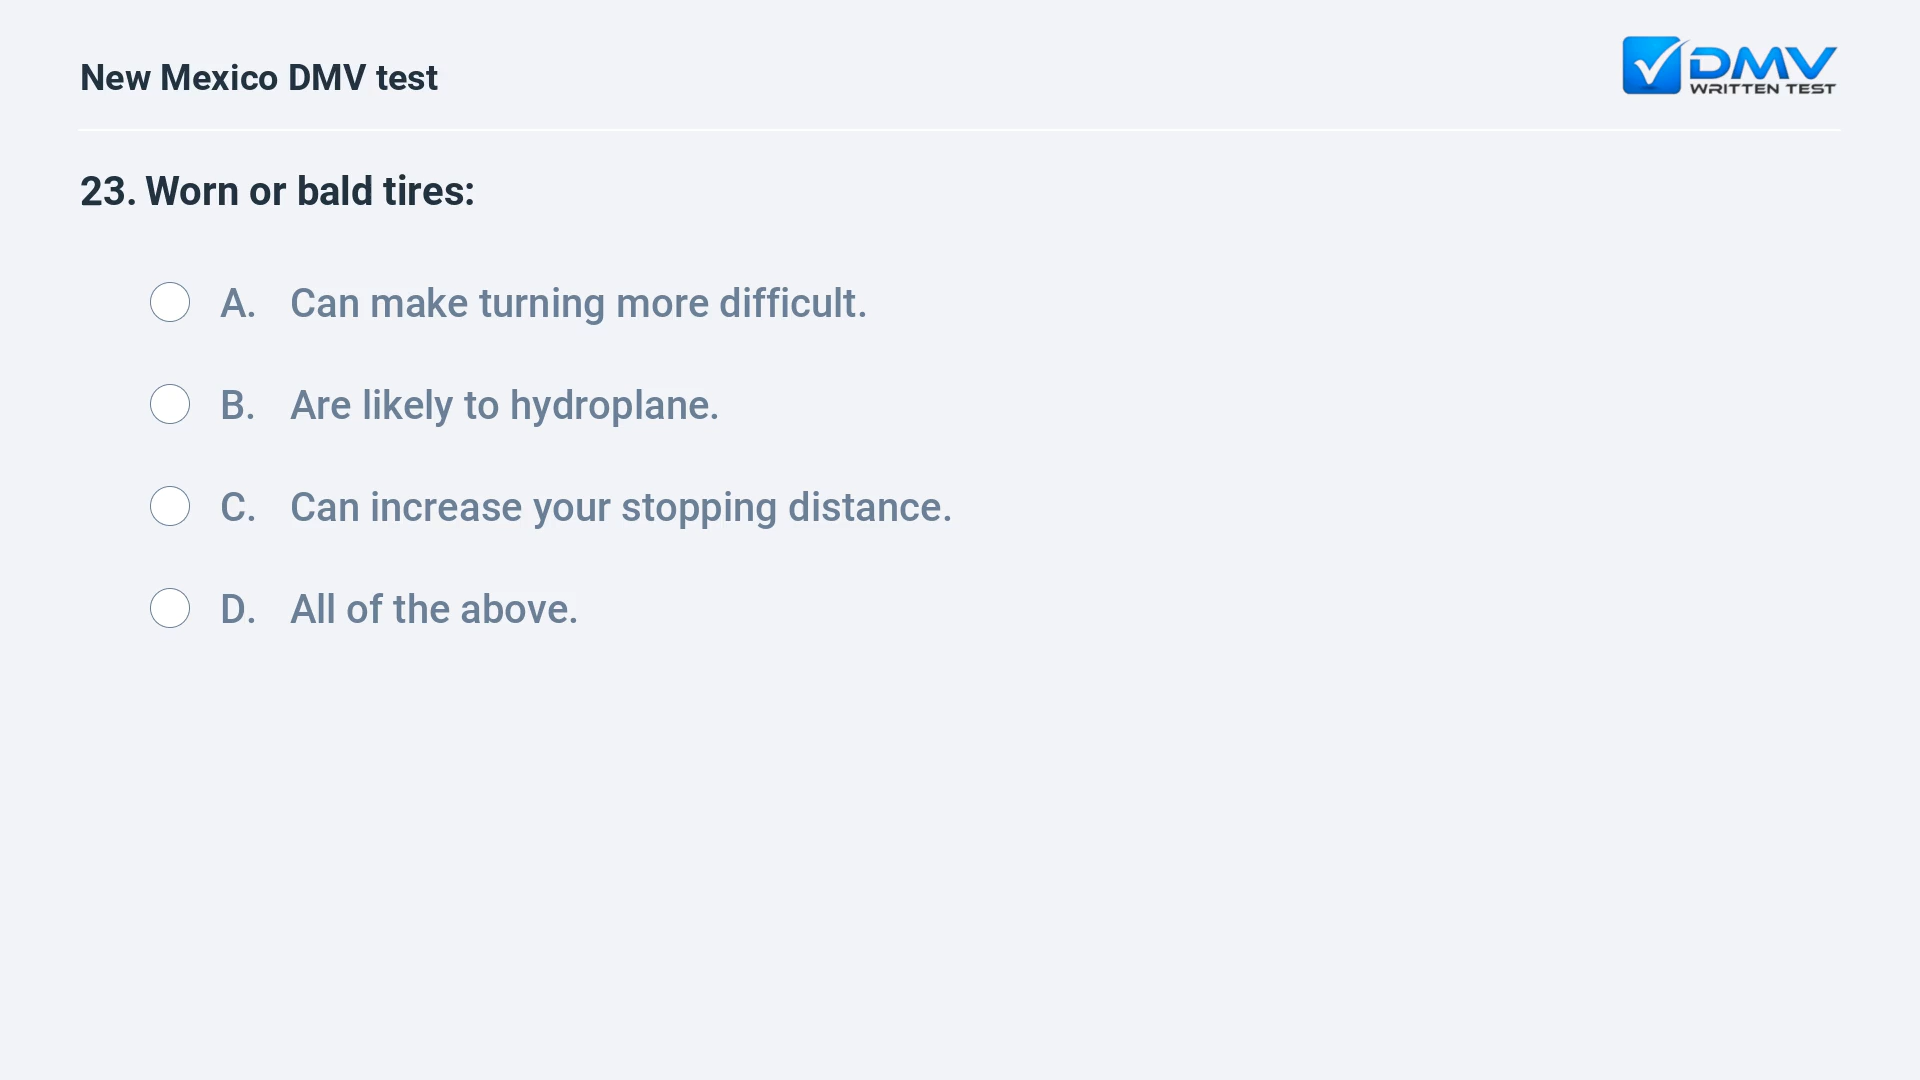 New Mexico DMV test
DMV
WRITTEN TEST
23. Worn or bald tires:
A. Can make turning more difficult.
B. Are likely to hydroplane.
C. Can increase your stopping distance.
D. All of the above.